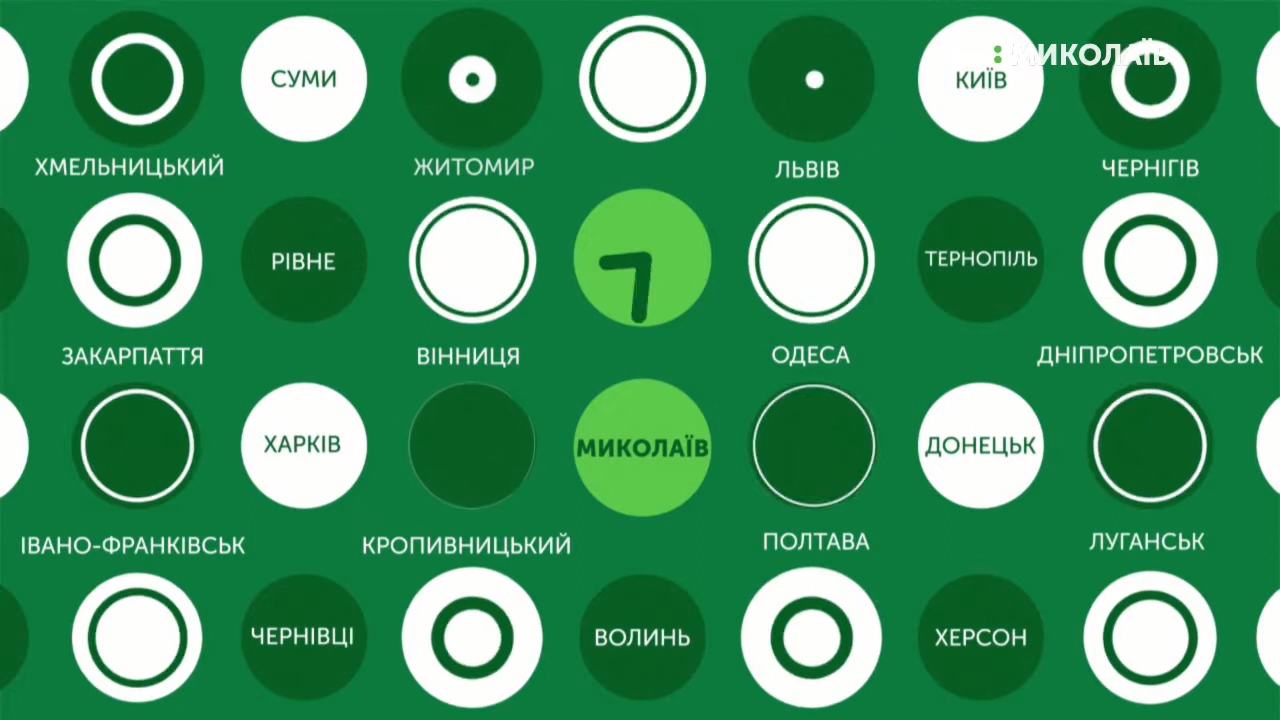 :МИКОЛАЇВ
СУМИ
КИЇВ
ХМЕЛЬНИЦЬКИЙ
ЖИТОМИР
ЛЬВІВ
ЧЕРНІГІВ
РІВНЕ
ТЕРНОПІЛЬ
ЗАКАРПАТТЯ
ВІННИЦЯ
ОДЕСА
ДНІПРОПЕТРОВСЬК
ХАРКІВ
МИКОЛАЇВ
ДОНЕЦЬК
ІВАНО-ФРАНКІВСЬК
КРОПИВНИЦЬКИЙ
ПОЛТАВА
ЛУГАНСЬК
ЧЕРНІВЦІ
ВОЛИНЬ
ХЕРСОН